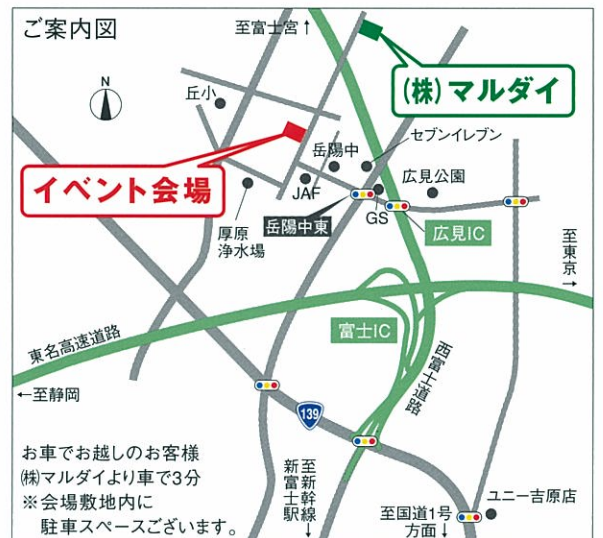 ご案内図
至富士宮↑
(株)マルダイ
N
丘小
セブンイレブン
岳陽中
イベント会場
JAF
広見公園
岳陽中東
GS
厚原
浄水場
広見IC
至東京→
富士IC
東名高速道路
西富士道路
←至静岡
139
お車でお越しのお客様
㈱マルダイより車で3分
※会場敷地内に
駐車スペースございます。
至新幹線
新富士駅↓
ユニー吉原店
至国道1号
方面↓